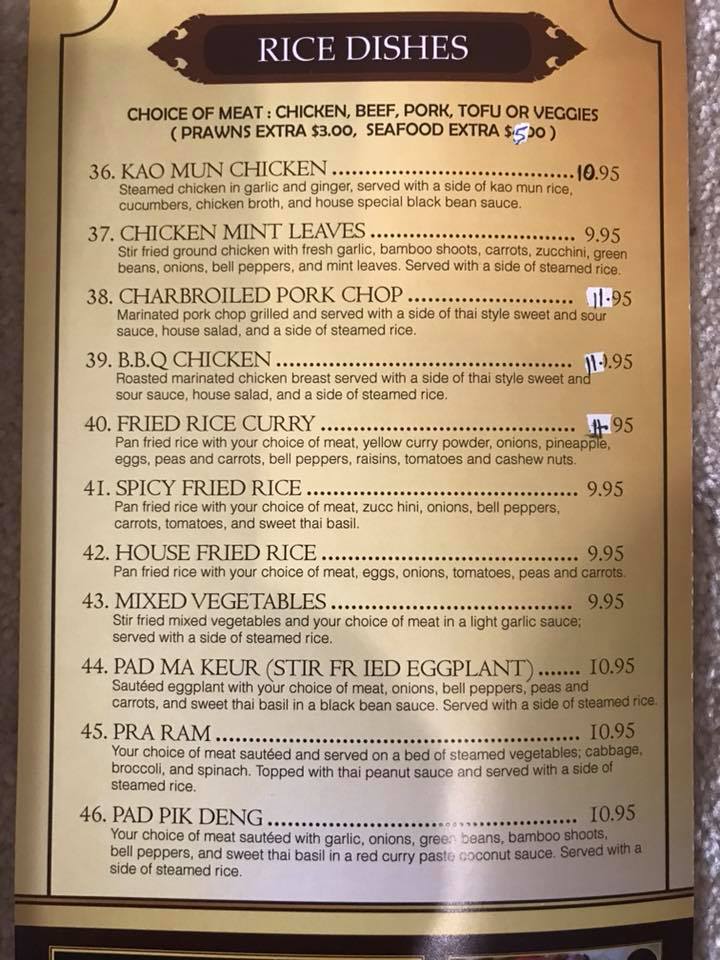 RICE DISHES
CHOICE OF MEAT : CHICKEN, BEEF, PORK, TOFU OR VEGGIES
( PRAWNS EXTRA $3.00, SEAFOOD EXTRA $5.00 )
36. KAO MUN CHICKEN ........................................ 10.95
Steamed chicken in garlic and ginger, served with a side of kao mun rice,
cucumbers, chicken broth, and house special black bean sauce.
37. CHICKEN MINT LEAVES .................................. 9.95
Stir fried ground chicken with fresh garlic, bamboo shoots, carrots, zucchini, green
beans, onions, bell peppers, and mint leaves. Served with a side of steamed rice.
38. CHARBROILED PORK CHOP ........................... 11.95
Marinated pork chop grilled and served with a side of thai style sweet and sour
sauce, house salad, and a side of steamed rice.
39. B.B.Q CHICKEN ................................................ 11.95
Roasted marinated chicken breast served with a side of thai style sweet and
sour sauce, house salad, and a side of steamed rice.
40. FRIED RICE CURRY .......................................... 95
Pan fried rice with your choice of meat, yellow curry powder, onions, pineapple,
eggs, peas and carrots, bell peppers, raisins, tomatoes and cashew nuts.
41. SPICY FRIED RICE ............................................ 9.95
Pan fried rice with your choice of meat, zucc hini, onions, bell peppers,
carrots, tomatoes, and sweet thai basil.
42. HOUSE FRIED RICE .......................................... 9.95
Pan fried rice with your choice of meat, eggs, onions, tomatoes, peas and carrots.
43. MIXED VEGETABLES ........................................ 9.95
Stir fried mixed vegetables and your choice of meat in a light garlic sauce;
served with a side of steamed rice.
44. PAD MA KEUR (STIR FR IED EGGPLANT) ....... 10.95
Sautéed eggplant with your choice of meat, onions, bell peppers, peas and
carrots, and sweet thai basil in a black bean sauce. Served with a side of steamed rice.
45. PRA RAM .......................................................... 10.95
Your choice of meat sautéed and served on a bed of steamed vegetables; cabbage,
broccoli, and spinach. Topped with thai peanut sauce and served with a side of
steamed rice.
46. PAD PIK DENG .................................................. 10.95
Your choice of meat sautéed with garlic, onions, green beans, bamboo shoots,
bell peppers, and sweet thai basil in a red curry paste coconut sauce. Served with a
side of steamed rice.